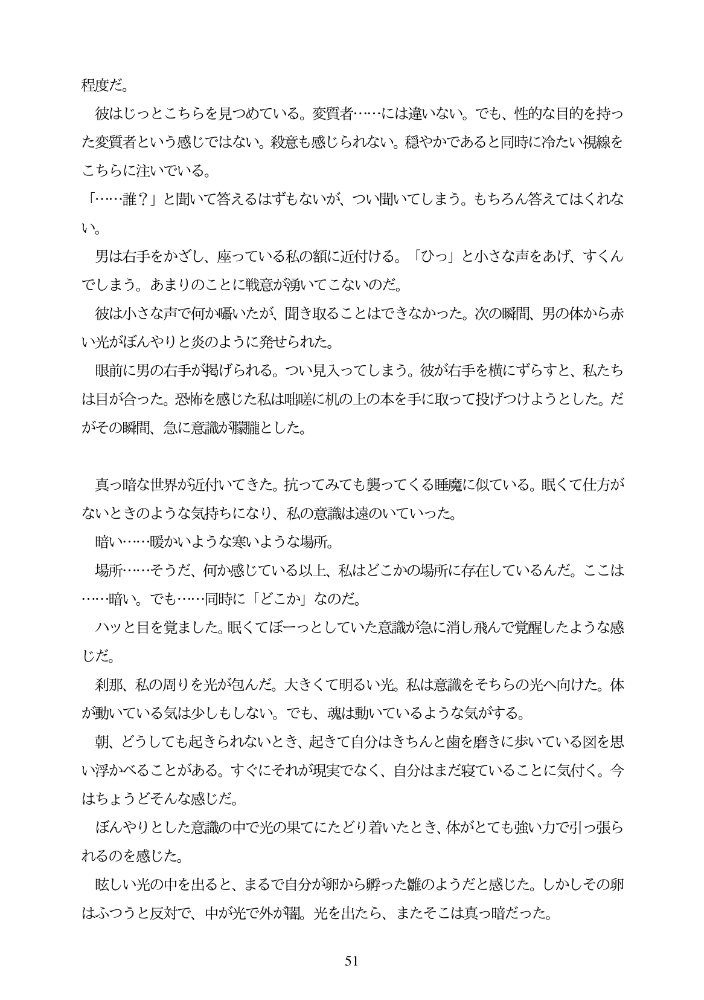 程度だ。
　彼はじっとこちらを見つめている。変質者……には違いない。でも、性的な目的を持っ
た変質者という感じではない。殺意も感じられない。穏やかであると同時に冷たい視線を
こちらに注いでいる。
「……誰？」と聞いて答えるはずもないが、つい聞いてしまう。もちろん答えてはくれな
い。
　男は右手をかざし、座っている私の額に近付ける。「ひっ」と小さな声をあげ、すくん
でしまう。あまりのことに戦意が湧いてこないのだ。
　彼は小さな声で何か囁いたが、聞き取ることはできなかった。次の瞬間、男の体から赤
い光がぼんやりと炎のように発せられた。
　眼前に男の右手が掲げられる。つい見入ってしまう。彼が右手を横にずらすと、私たち
は目が合った。恐怖を感じた私は咄嗟に机の上の本を手に取って投げつけようとした。だ
がその瞬間、急に意識が朦朧とした。

　真っ暗な世界が近付いてきた。抗ってみても襲ってくる睡魔に似ている。眠くて仕方が
ないときのような気持ちになり、私の意識は遠のいていった。
　暗い……暖かいような寒いような場所。
　場所……そうだ、何か感じている以上、私はどこかの場所に存在しているんだ。ここは
……暗い。でも……同時に「どこか」なのだ。
　ハッと目を覚ました。眠くてぼーっとしていた意識が急に消し飛んで覚醒したような感
じだ。
　刹那、私の周りを光が包んだ。大きくて明るい光。私は意識をそちらの光へ向けた。体
が動いている気は少しもしない。でも、魂は動いているような気がする。
　朝、どうしても起きられないとき、起きて自分はきちんと歯を磨きに歩いている図を思
い浮かべることがある。すぐにそれが現実でなく、自分はまだ寝ていることに気付く。今
はちょうどそんな感じだ。
　ぼんやりとした意識の中で光の果てにたどり着いたとき、体がとても強い力で引っ張ら
れるのを感じた。
　眩しい光の中を出ると、まるで自分が卵から孵った雛のようだと感じた。しかしその卵
はふつうと反対で、中が光で外が闇。光を出たら、またそこは真っ暗だった。
51